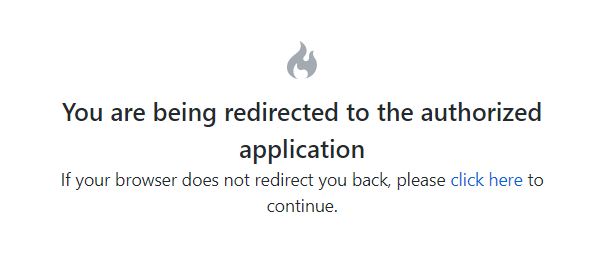 You are being redirected to the authorized
application
If your browser does not redirect you back, please click here to
continue.